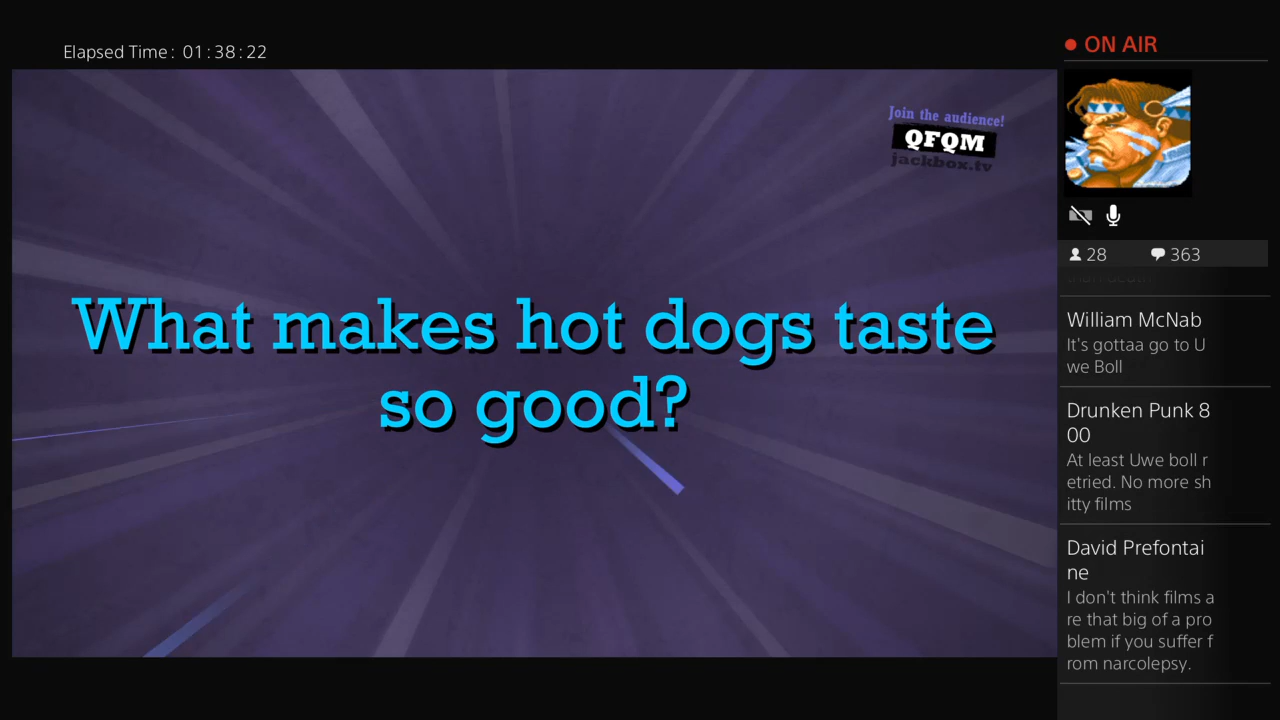 Elapsed Time: 01:38:22
ON AIR
Join the audience!
QFQM
jackbox.tv
What makes hot dogs taste
so good?
28 363
William McNab
It's gottaa go to U
we Boll
Drunken Punk 8
00
At least Uwe boll r
etried. No more sh
itty films
David Prefontai
ne
I don't think films a
re that big of a pro
blem if you suffer f
rom narcolepsy.